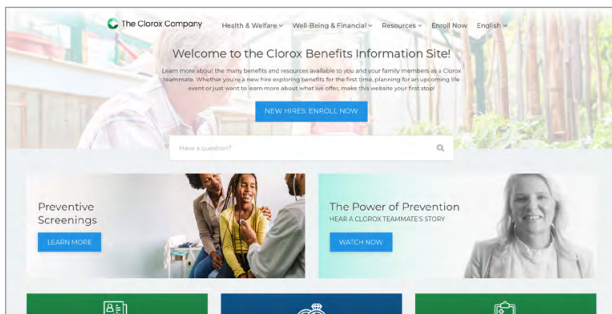 The Clorox Company
Health & Welfare Well-Being & Financial Resources Enroll Now English
Welcome to the Clorox Benefits Information Site!
Learn more about the many benefits and resources available to you and your family members as a Clorox
teammate. Whether you're a new hire exploring benefits for the first time, planning for an upcoming life
event or just want to learn more about what we offer, make this website your first stop!
NEW HIRES: ENROLL NOW
Have a question?
Preventive
Screenings
LEARN MORE
The Power of Prevention
HEAR A CLOROX TEAMMATE'S STORY
WATCH NOW